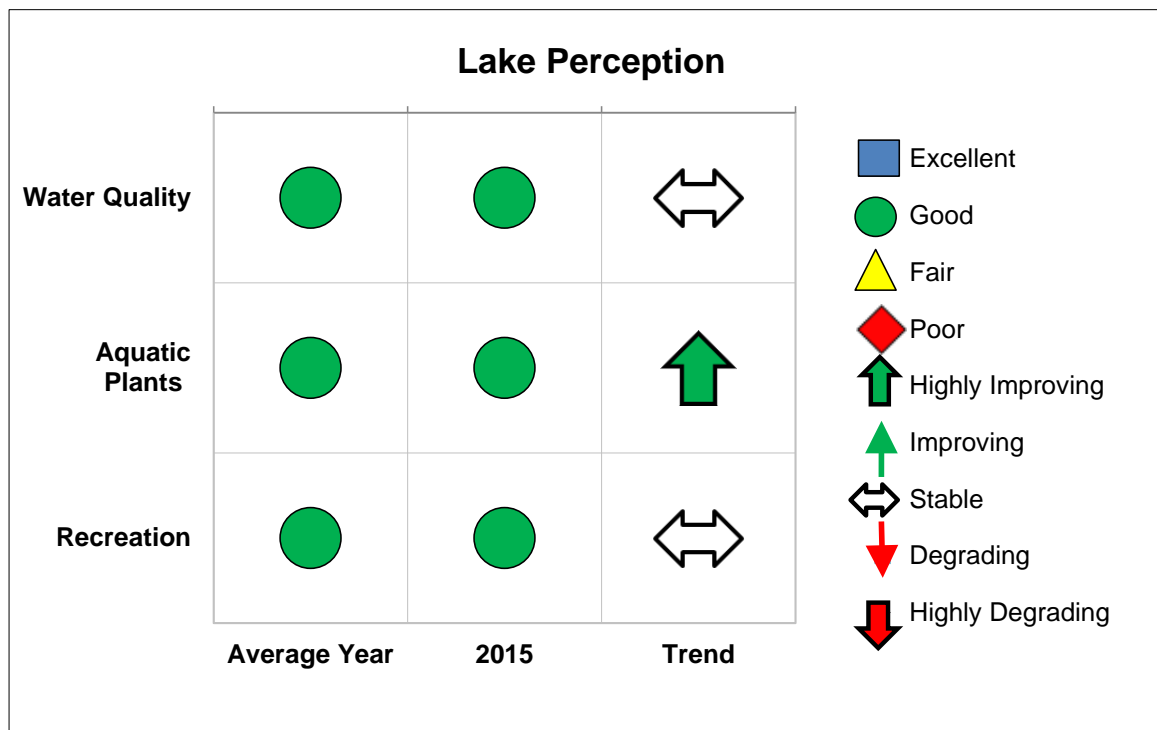 Lake Perception
Water Quality
Aquatic
Plants
Recreation
Average Year
2015
Trend
Excellent
Good
Fair
Poor
Highly Improving
Improving
Stable
Degrading
Highly Degrading